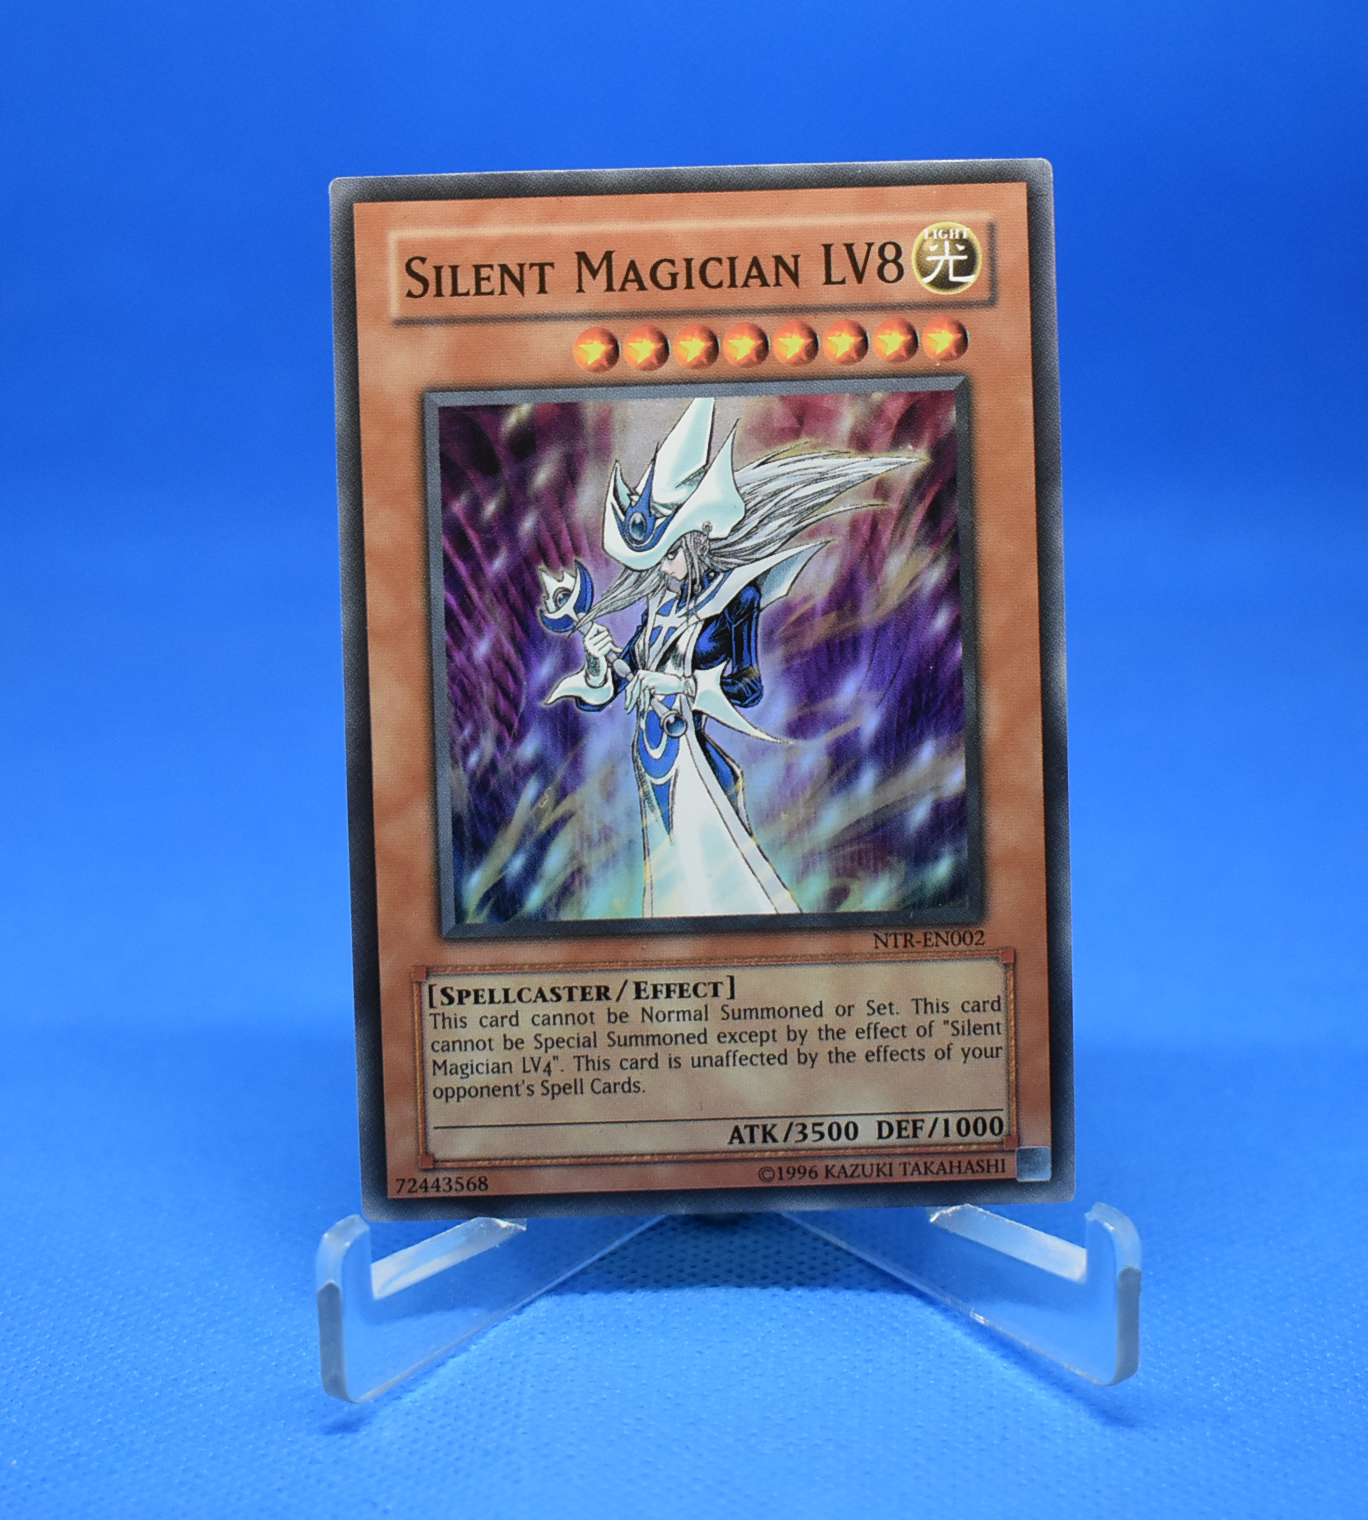 SILENT MAGICIAN LV8
LIGHT
光
NTR-EN002
[SPELLCASTER/EFFECT]
This card cannot be Normal Summoned or Set. This card
cannot be Special Summoned except by the effect of "Silent
Magician LV4". This card is unaffected by the effects of your
opponent's Spell Cards.
ATK/3500 DEF/1000
72443568
©1996 KAZUKI TAKAHASHI